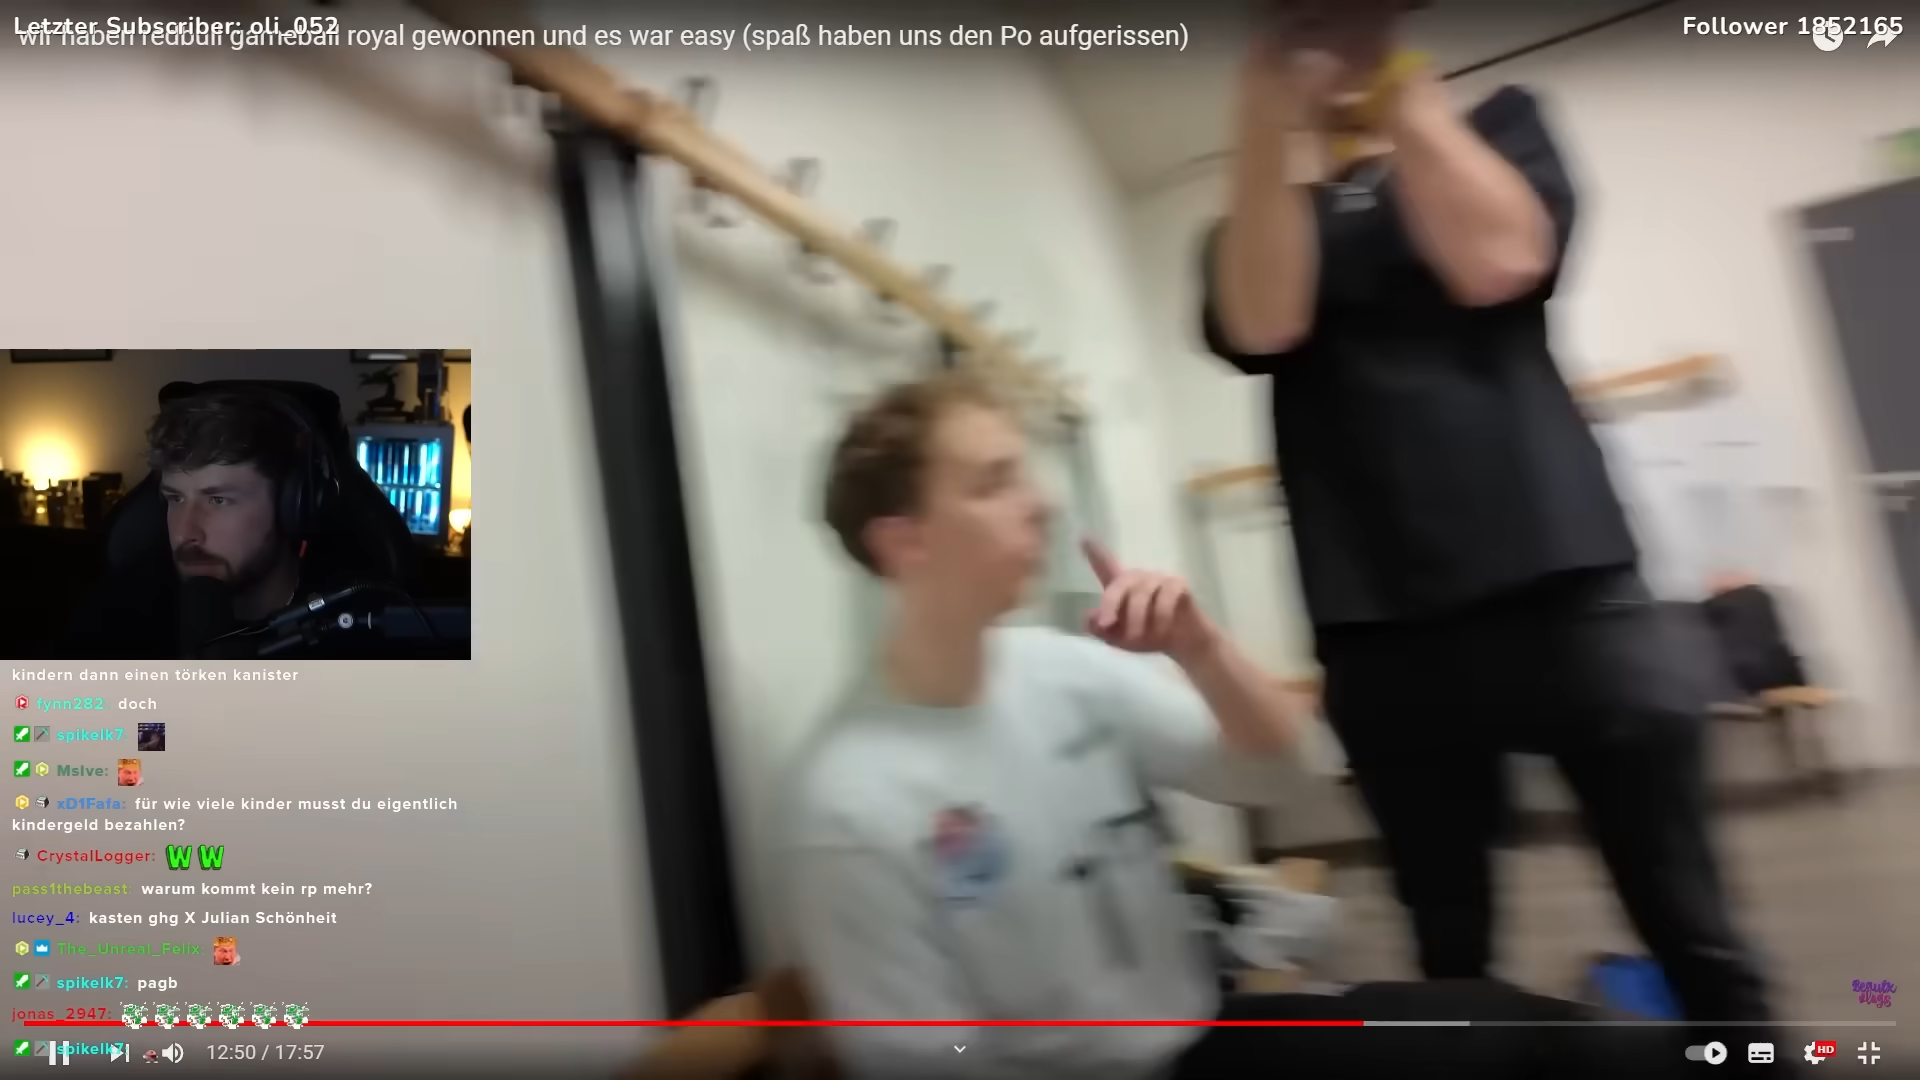 Letzter Subscriber: oli_052
wir haben redbull gameball royal gewonnen und es war easy (spaß haben uns den Po aufgerissen)
Follower 1852165
kindern dann einen törken kanister
fynn282: doch
spikelk7:
MsIve:
xD1Fafa: für wie viele kinder musst du eigentlich
kindergeld bezahlen?
CrystalLogger: W W
pass1thebeast: warum kommt kein rp mehr?
lucey_4: kasten ghg X Julian Schönheit
The_Unreal_Felix:
spikelk7: pagb
jonas_2947:
spikelk7:
12:50 / 17:57
HD